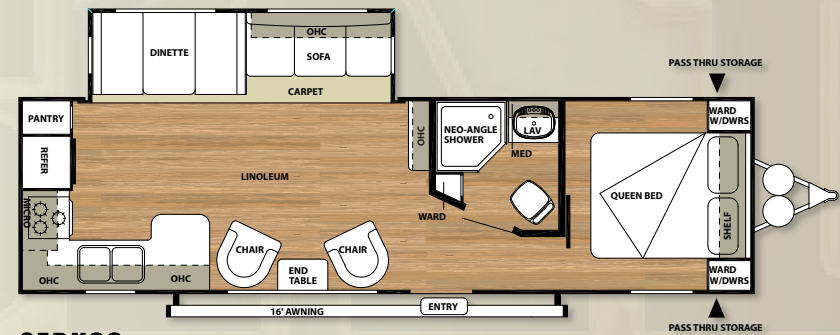 OHC
DINETTE
SOFA
CARPET
PASS THRU STORAGE
PANTRY
WARD
W/DWRS
REFER
OHC
NEO-ANGLE
SHOWER
LAV
MED
LINOLEUM
QUEEN BED
MICRO
WARD
SHELF
CHAIR
CHAIR
END
TABLE
OHC
OHC
WARD
W/DWRS
16' AWNING
ENTRY
PASS THRU STORAGE